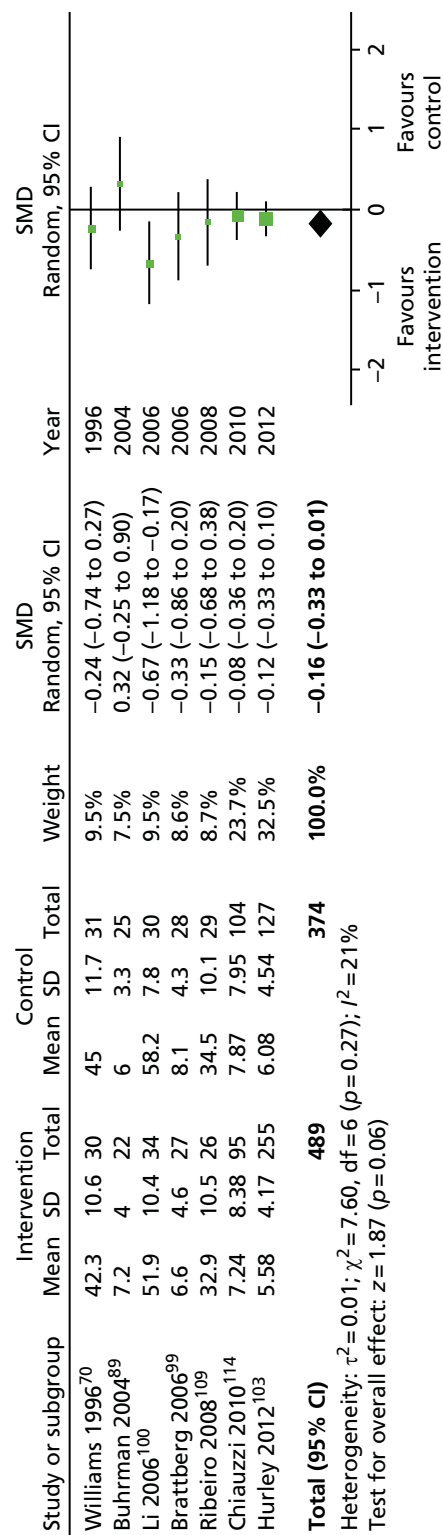 Study or subgroup Intervention Mean SD Total Control Mean SD Total Weight SMD Random, 95% CI Year SMD Random, 95% CI
Williams 1996⁷⁰ 42.3 10.6 30 45 11.7 31 9.5% −0.24 (−0.74 to 0.27) 1996
Buhrman 2004⁸⁹ 7.2 4 22 6 3.3 25 7.5% 0.32 (−0.25 to 0.90) 2004
Li 2006¹⁰⁰ 51.9 10.4 34 58.2 7.8 30 9.5% −0.67 (−1.18 to −0.17) 2006
Brattberg 2006⁹⁹ 6.6 4.6 27 8.1 4.3 28 8.6% −0.33 (−0.86 to 0.20) 2006
Ribeiro 2008¹⁰⁹ 32.9 10.5 26 34.5 10.1 29 8.7% −0.15 (−0.68 to 0.38) 2008
Chiauzzi 2010¹¹⁴ 7.24 8.38 95 7.87 7.95 104 23.7% −0.08 (−0.36 to 0.20) 2010
Hurley 2012¹⁰³ 5.58 4.17 255 6.08 4.54 127 32.5% −0.12 (−0.33 to 0.10) 2012
Total (95% CI) 489 374 100.0% −0.16 (−0.33 to 0.01)
Heterogeneity: τ²=0.01; χ²=7.60, df=6 (p=0.27); I²=21%
Test for overall effect: z=1.87 (p=0.06)
−2 −1 0 1 2
Favours intervention Favours control